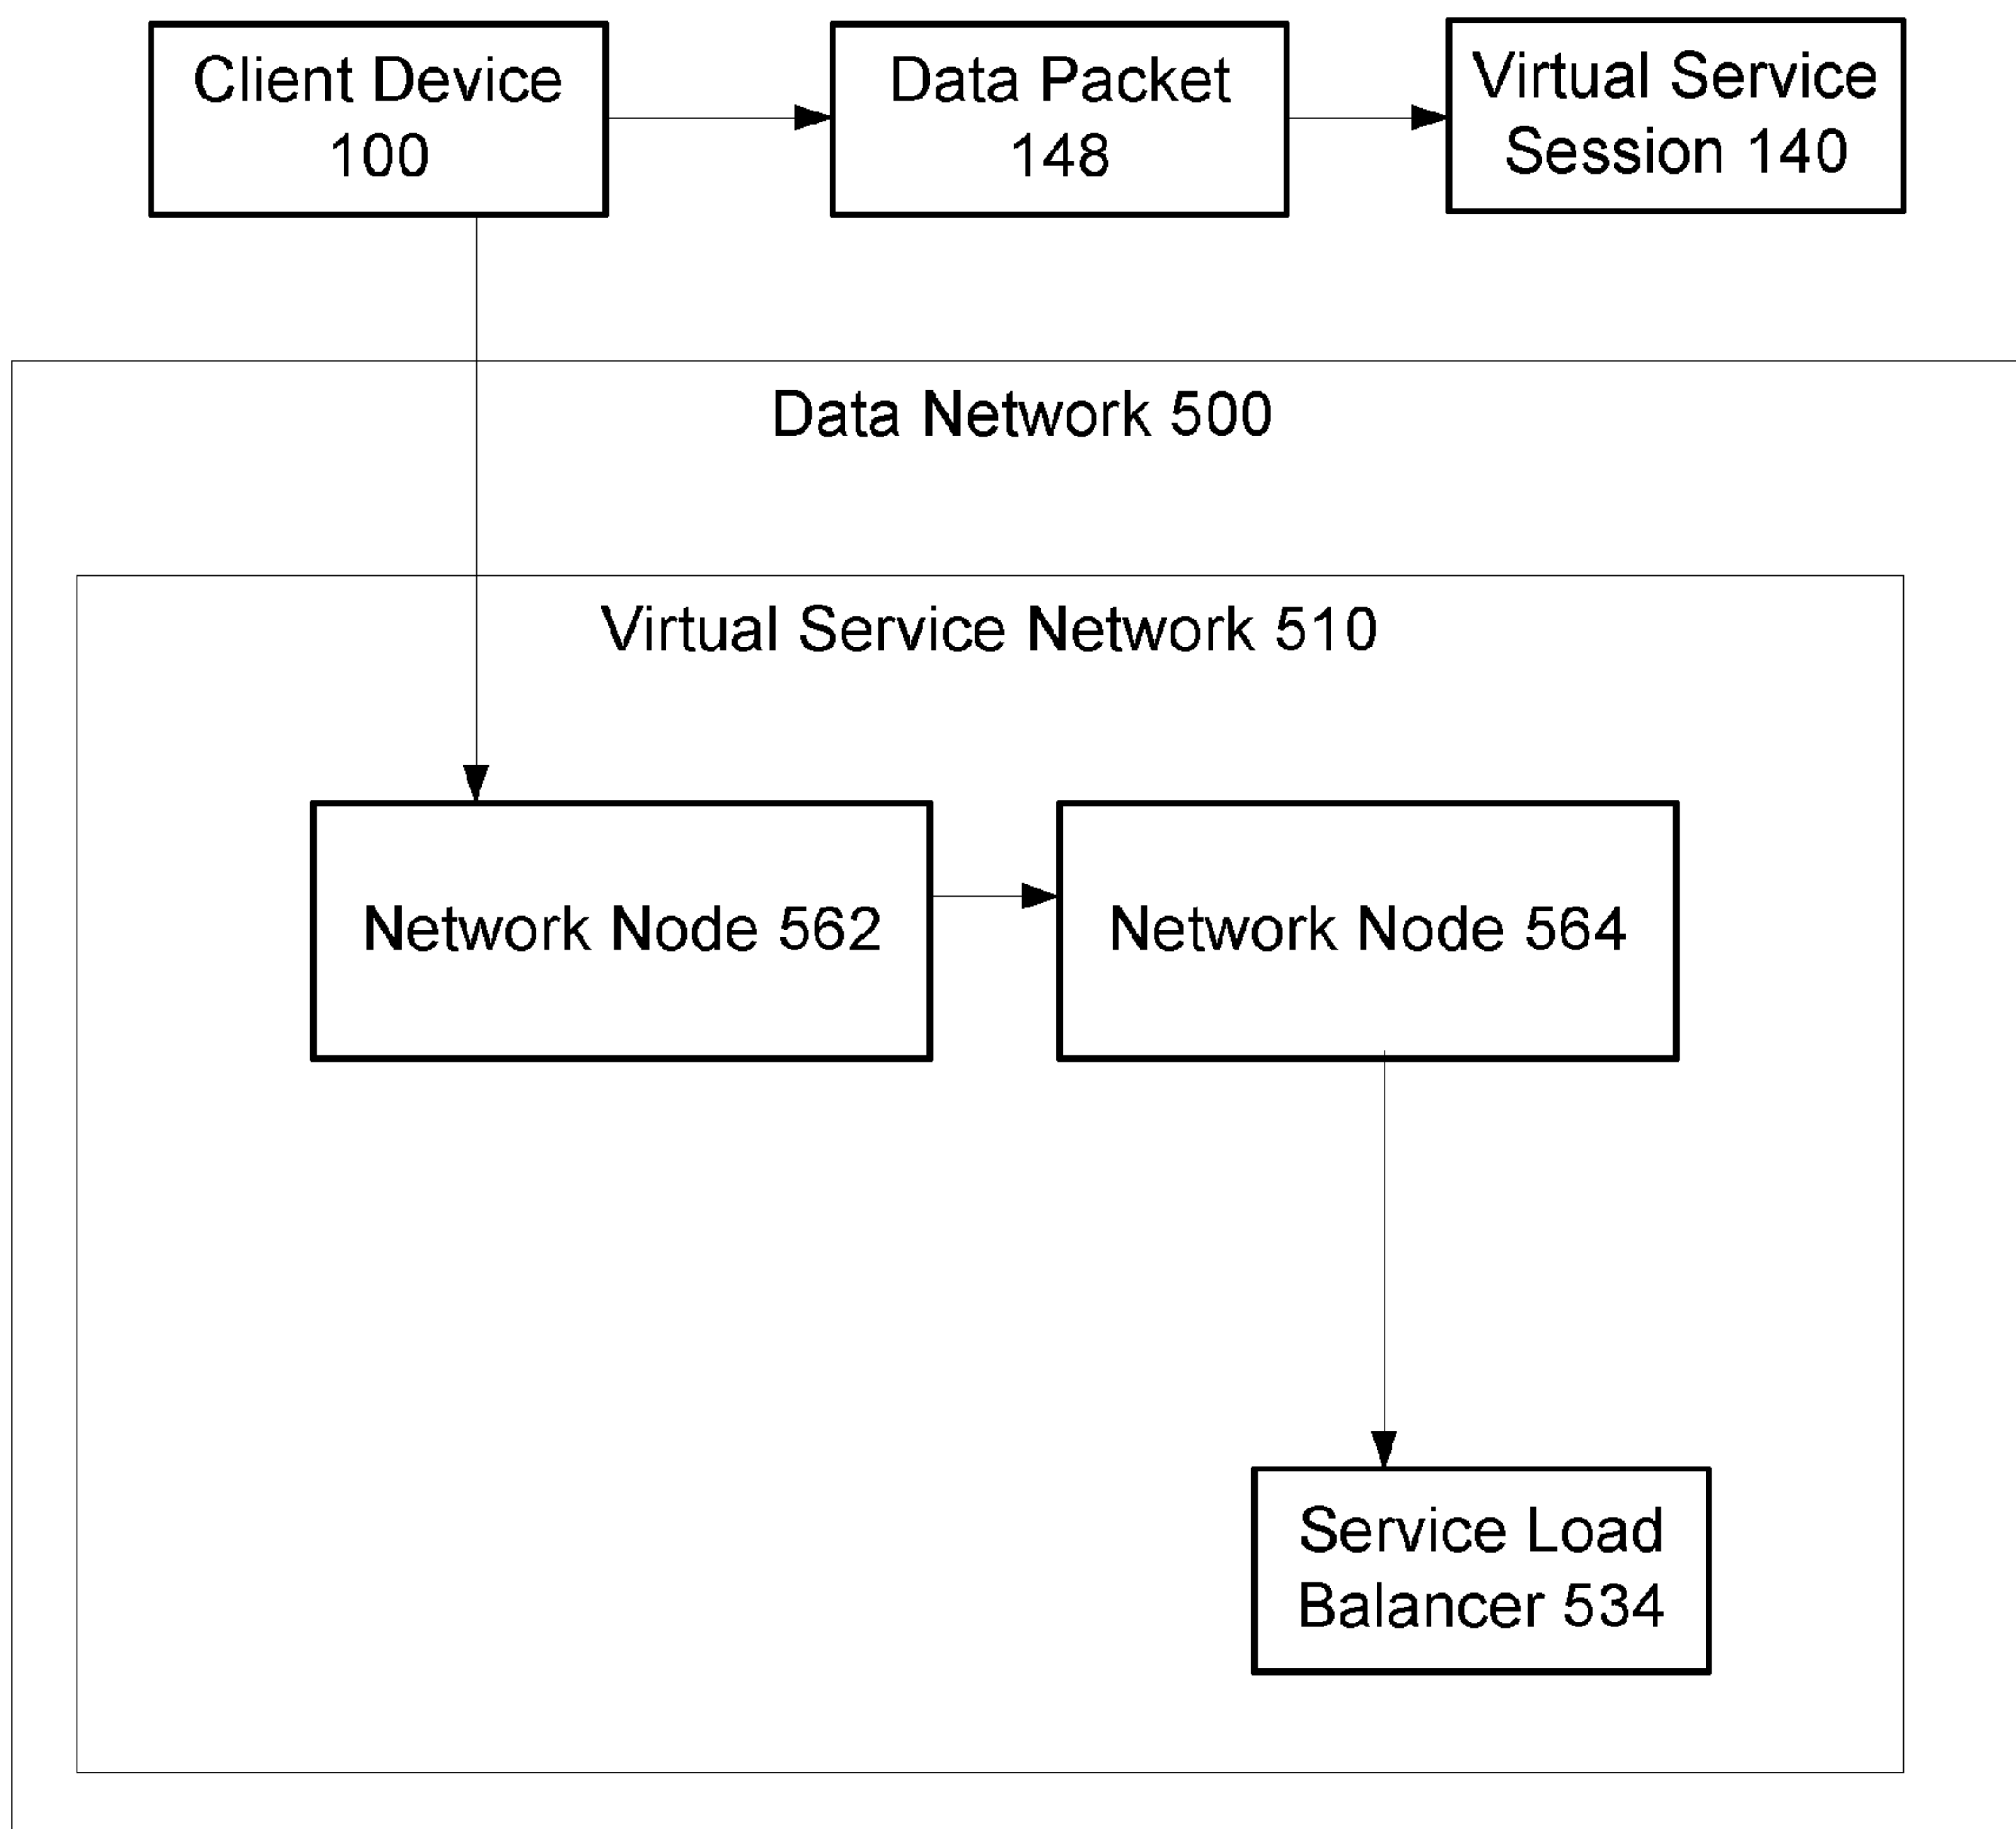 Client Device
100
Data Packet
148
Virtual Service
Session 140
Data Network 500
Virtual Service Network 510
Network Node 562
Network Node 564
Service Load
Balancer 534